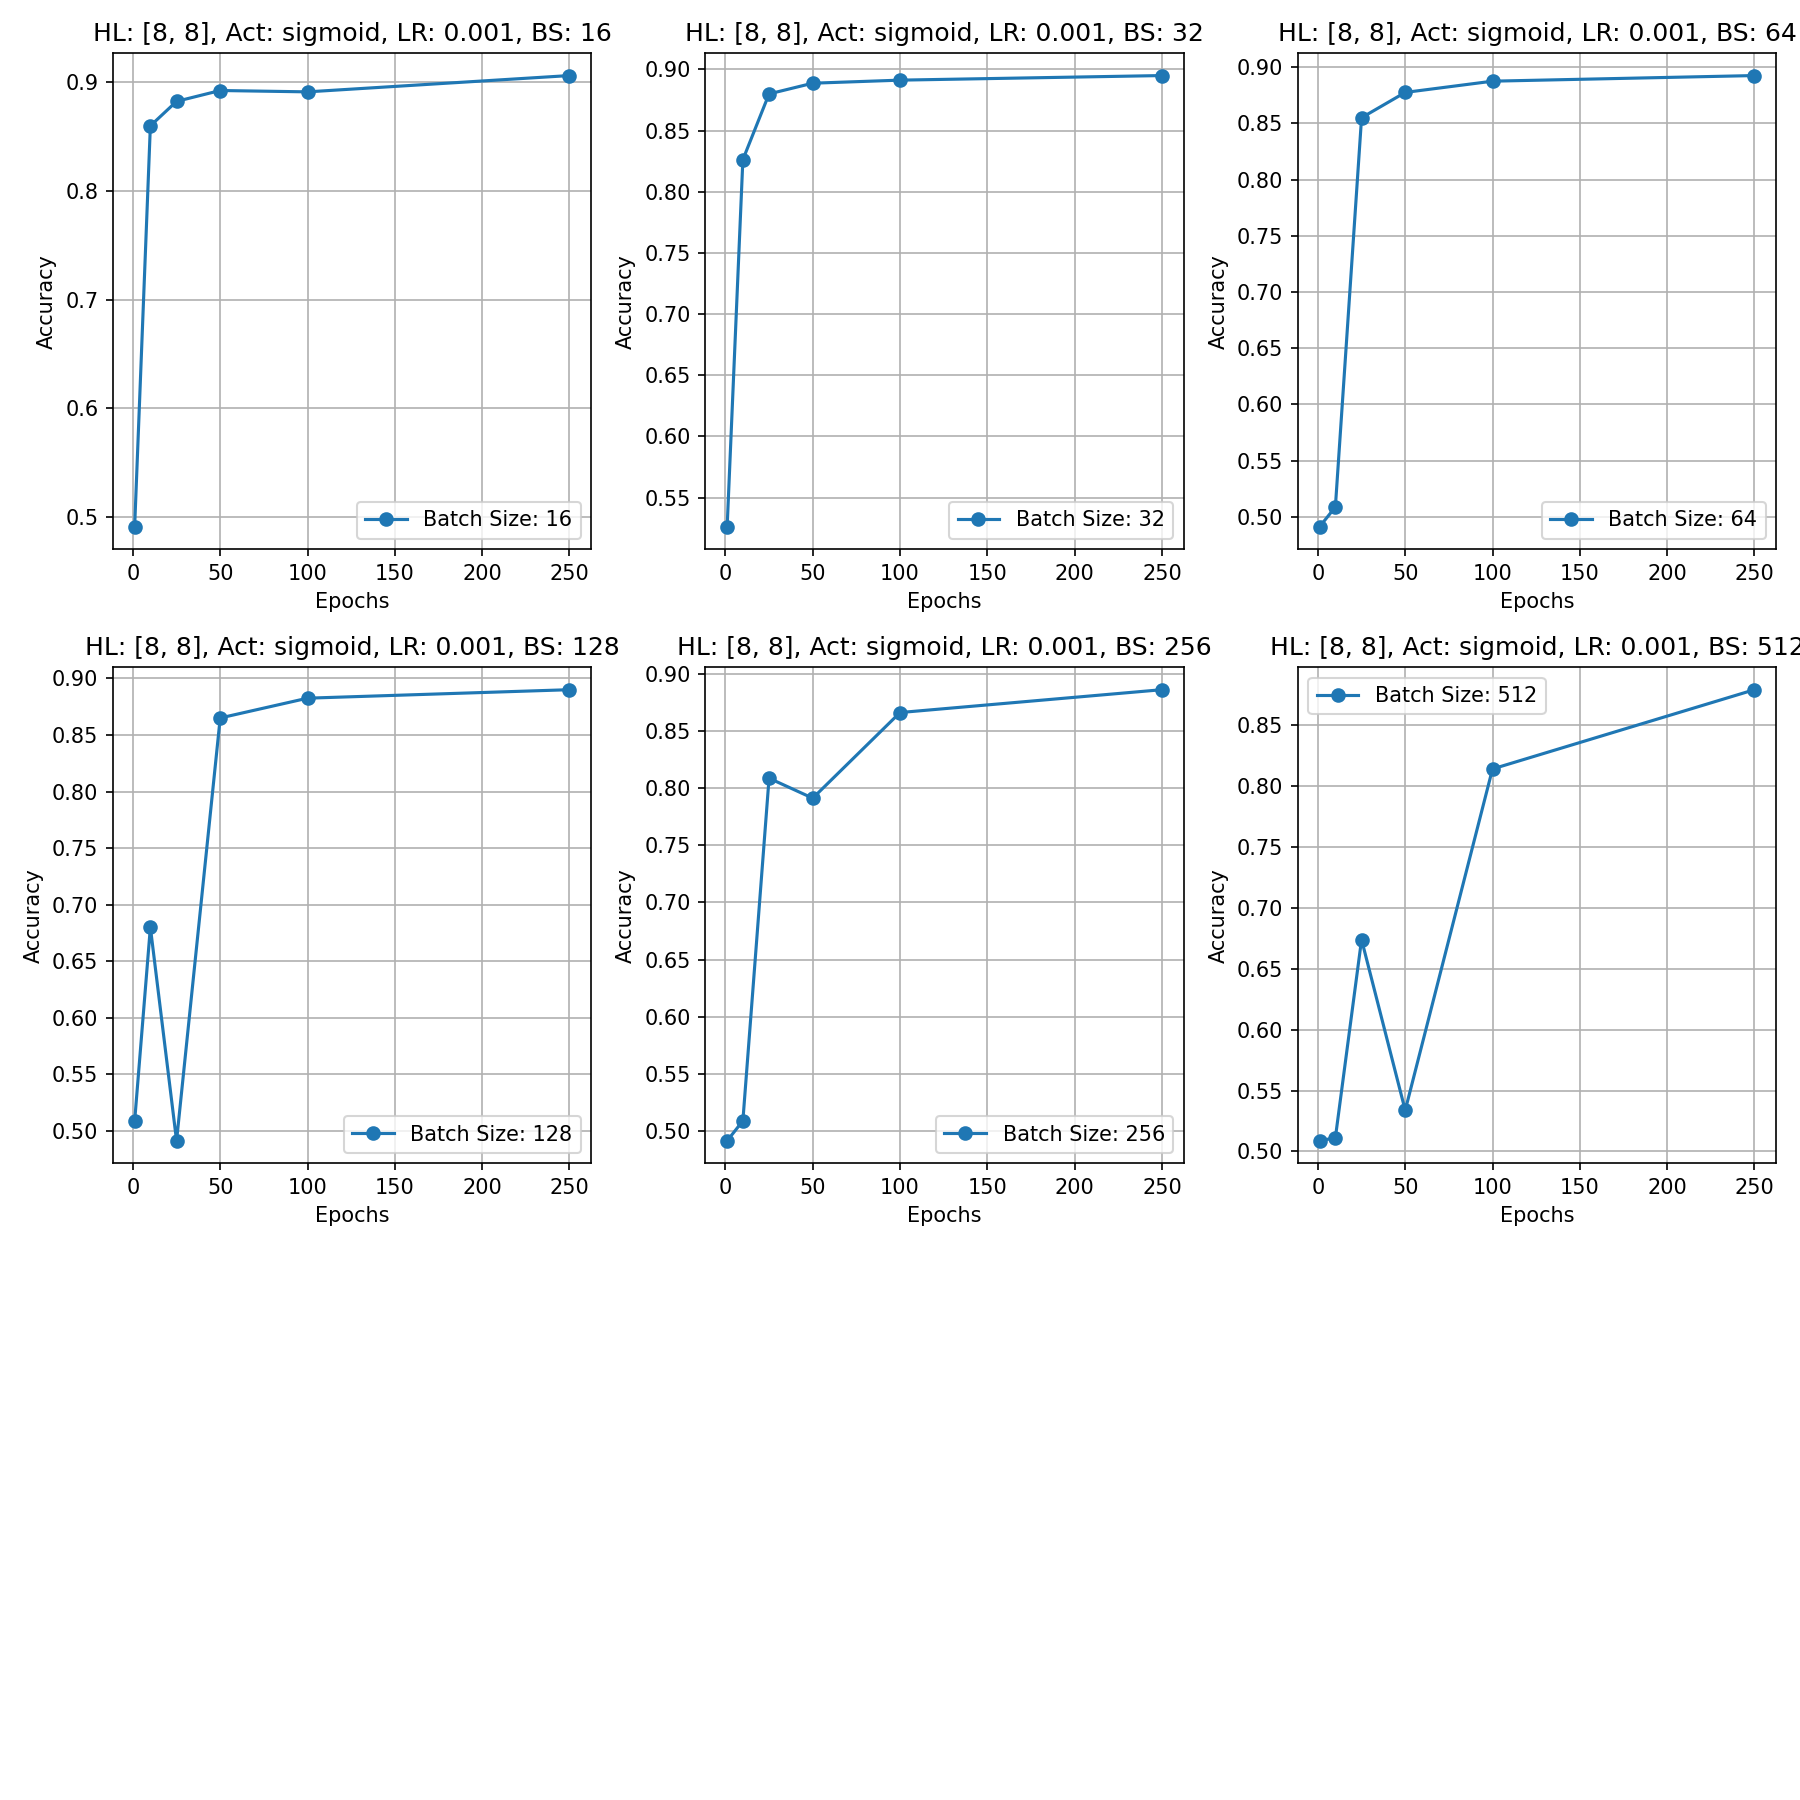 HL: [8, 8], Act: sigmoid, LR: 0.001, BS: 16
0.9
0.8
0.7
0.6
0.5
Accuracy
Batch Size: 16
0 50 100 150 200 250
Epochs
HL: [8, 8], Act: sigmoid, LR: 0.001, BS: 32
0.90
0.85
0.80
0.75
0.70
0.65
0.60
0.55
Accuracy
Batch Size: 32
0 50 100 150 200 250
Epochs
HL: [8, 8], Act: sigmoid, LR: 0.001, BS: 64
0.90
0.85
0.80
0.75
0.70
0.65
0.60
0.55
0.50
Accuracy
Batch Size: 64
0 50 100 150 200 250
Epochs
HL: [8, 8], Act: sigmoid, LR: 0.001, BS: 128
0.90
0.85
0.80
0.75
0.70
0.65
0.60
0.55
0.50
Accuracy
Batch Size: 128
0 50 100 150 200 250
Epochs
HL: [8, 8], Act: sigmoid, LR: 0.001, BS: 256
0.90
0.85
0.80
0.75
0.70
0.65
0.60
0.55
0.50
Accuracy
Batch Size: 256
0 50 100 150 200 250
Epochs
HL: [8, 8], Act: sigmoid, LR: 0.001, BS: 512
Batch Size: 512
0.85
0.80
0.75
0.70
0.65
0.60
0.55
0.50
Accuracy
0 50 100 150 200 250
Epochs